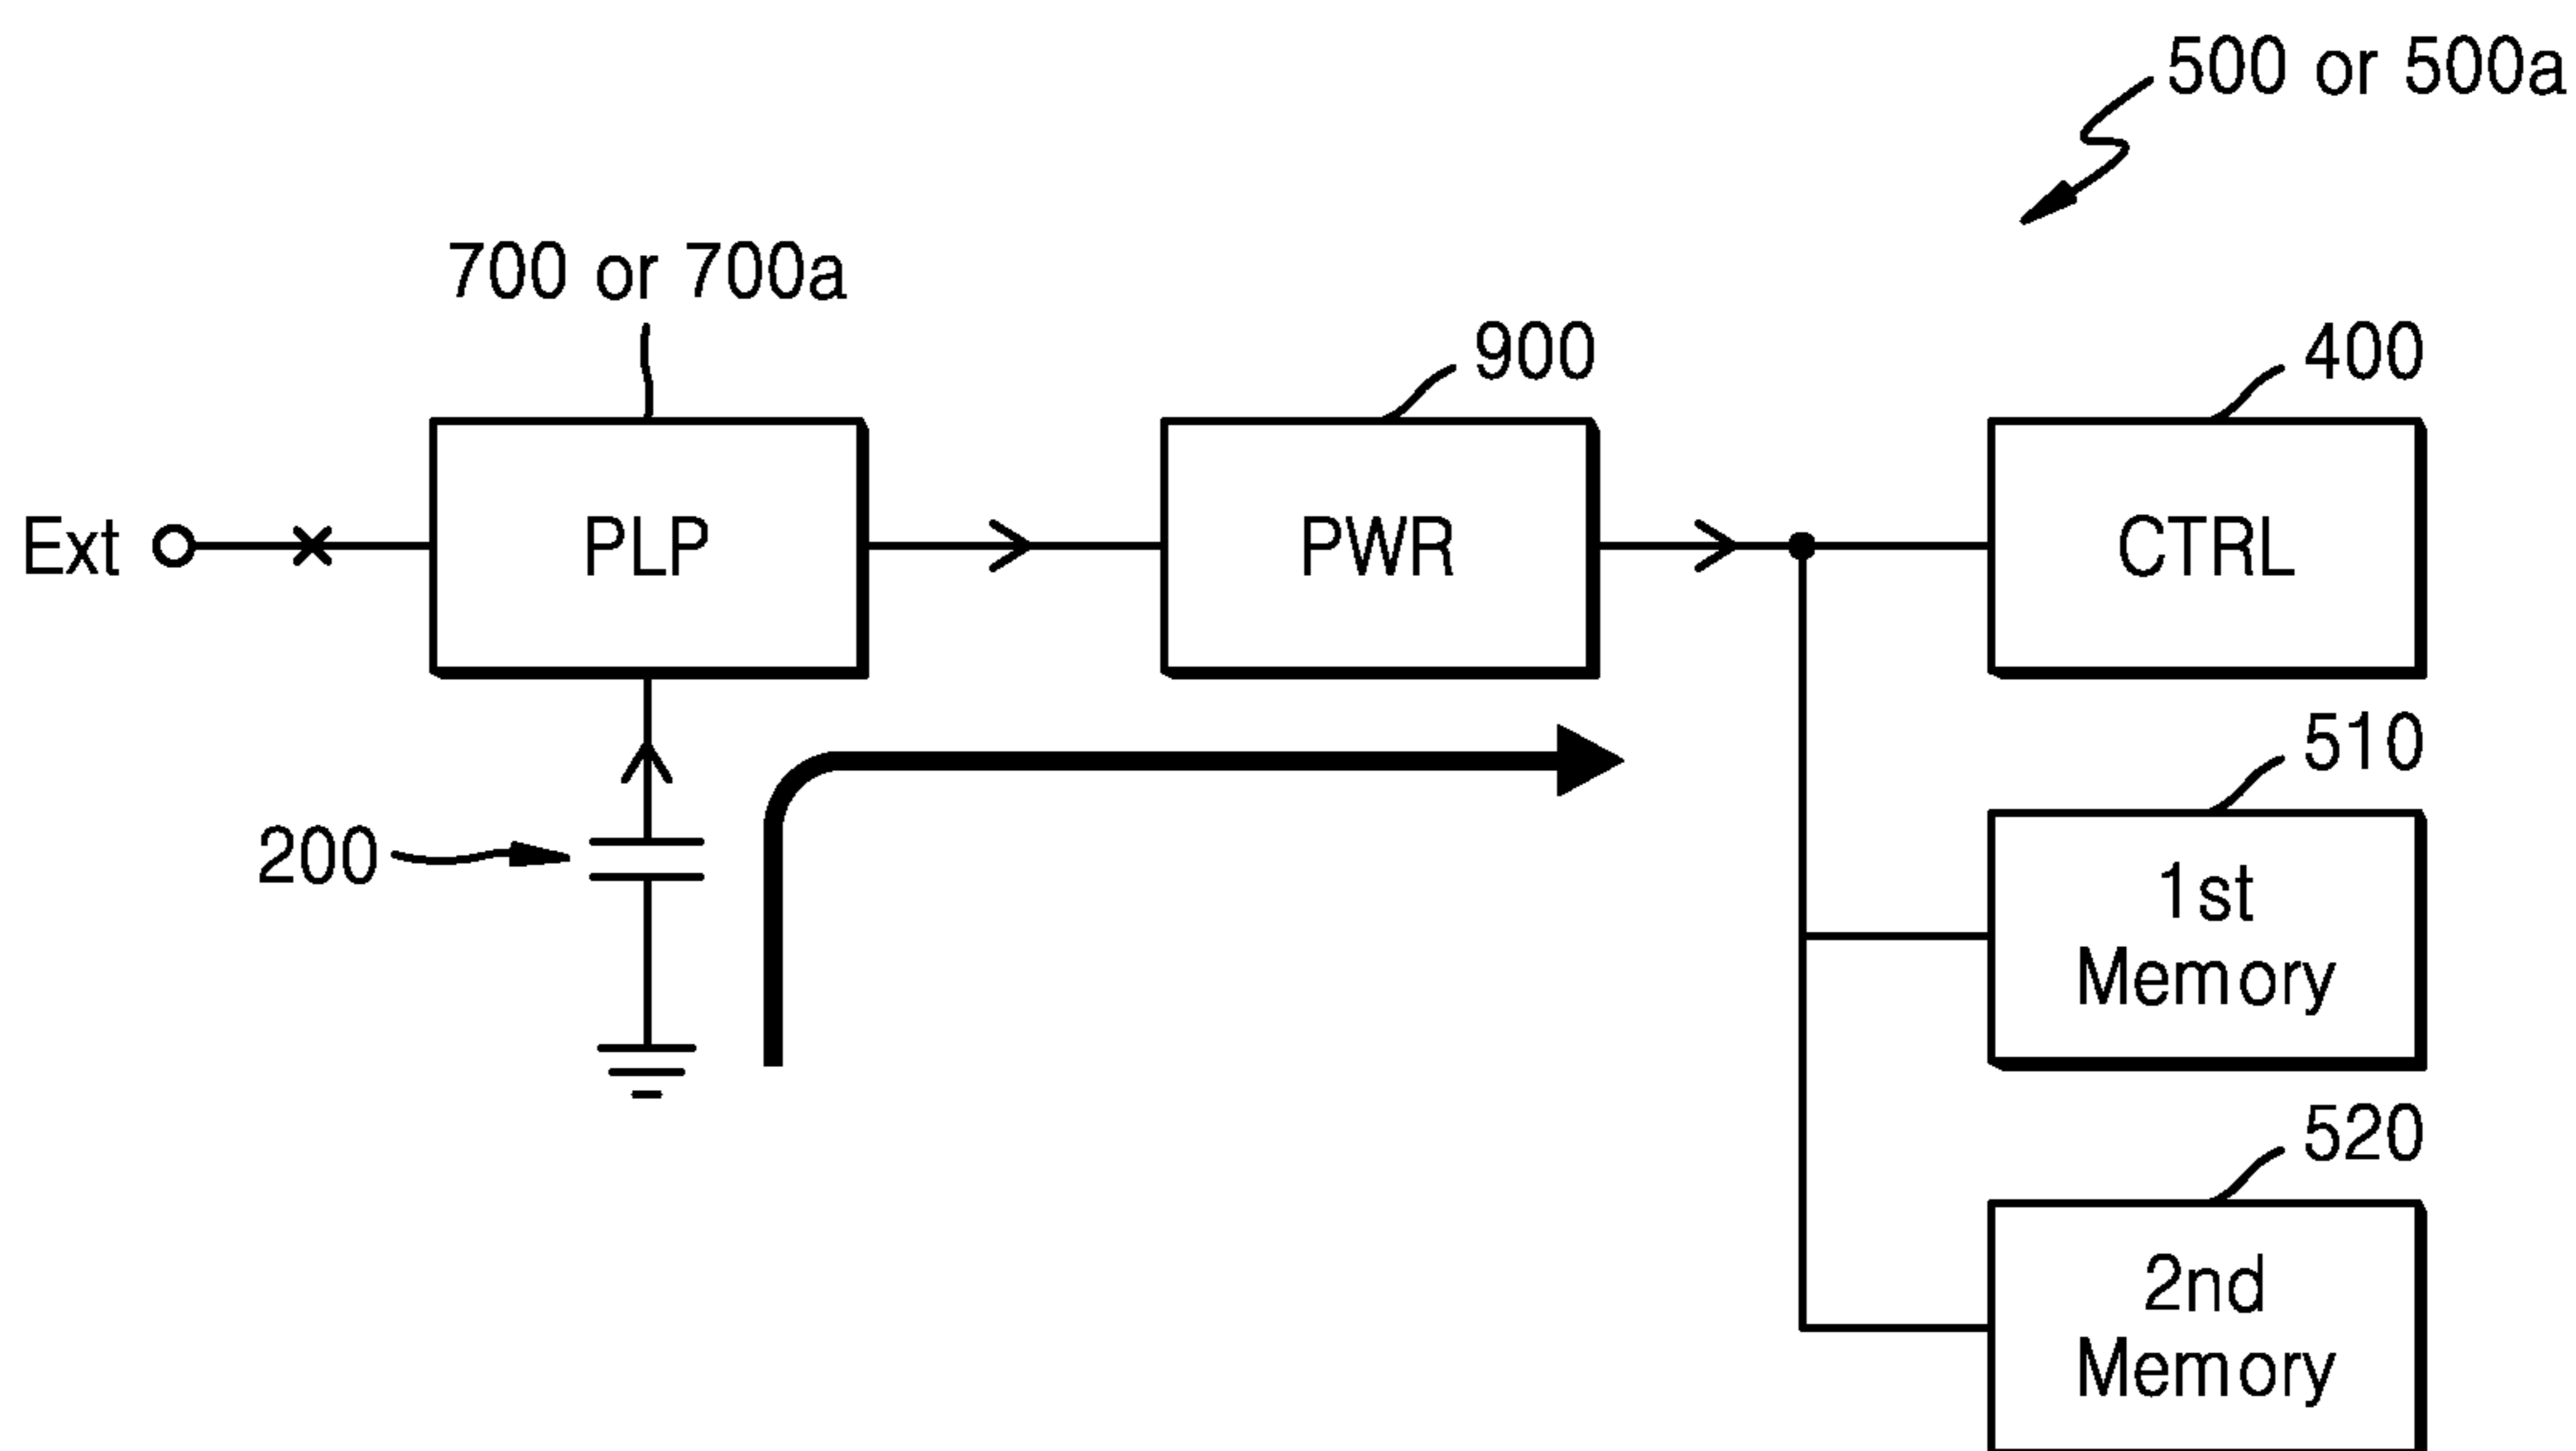 500 or 500a
700 or 700a
900
400
Ext
PLP
PWR
CTRL
510
200
1st
Memory
520
2nd
Memory